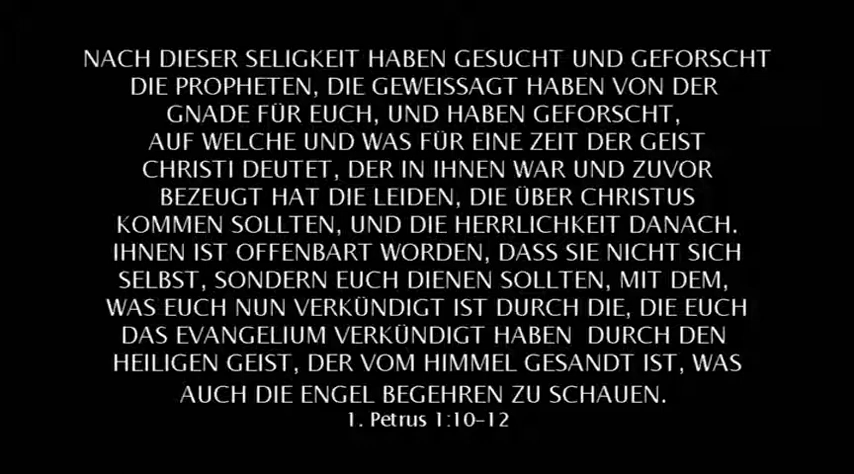 NACH DIESER SELIGKEIT HABEN GESUCHT UND GEFORSCHT
DIE PROPHETEN, DIE GEWEISSAGT HABEN VON DER
GNADE FÜR EUCH, UND HABEN GEFORSCHT,
AUF WELCHE UND WAS FÜR EINE ZEIT DER GEIST
CHRISTI DEUTET, DER IN IHNEN WAR UND ZUVOR
BEZEUGT HAT DIE LEIDEN, DIE ÜBER CHRISTUS
KOMMEN SOLLTEN, UND DIE HERRLICHKEIT DANACH.
IHNEN IST OFFENBART WORDEN, DASS SIE NICHT SICH
SELBST, SONDERN EUCH DIENEN SOLLTEN, MIT DEM,
WAS EUCH NUN VERKÜNDIGT IST DURCH DIE, DIE EUCH
DAS EVANGELIUM VERKÜNDIGT HABEN  DURCH DEN
HEILIGEN GEIST, DER VOM HIMMEL GESANDT IST, WAS
AUCH DIE ENGEL BEGEHREN ZU SCHAUEN.
1. Petrus 1:10-12